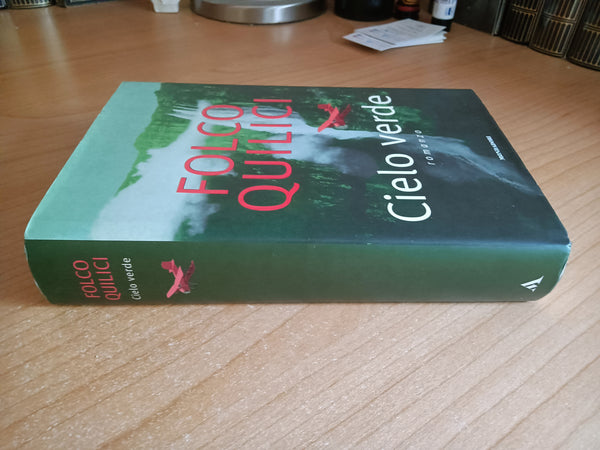 FOLCO
QUILICI
Cielo verde
romanzo
FOLCO
QUILICI
Cielo verde